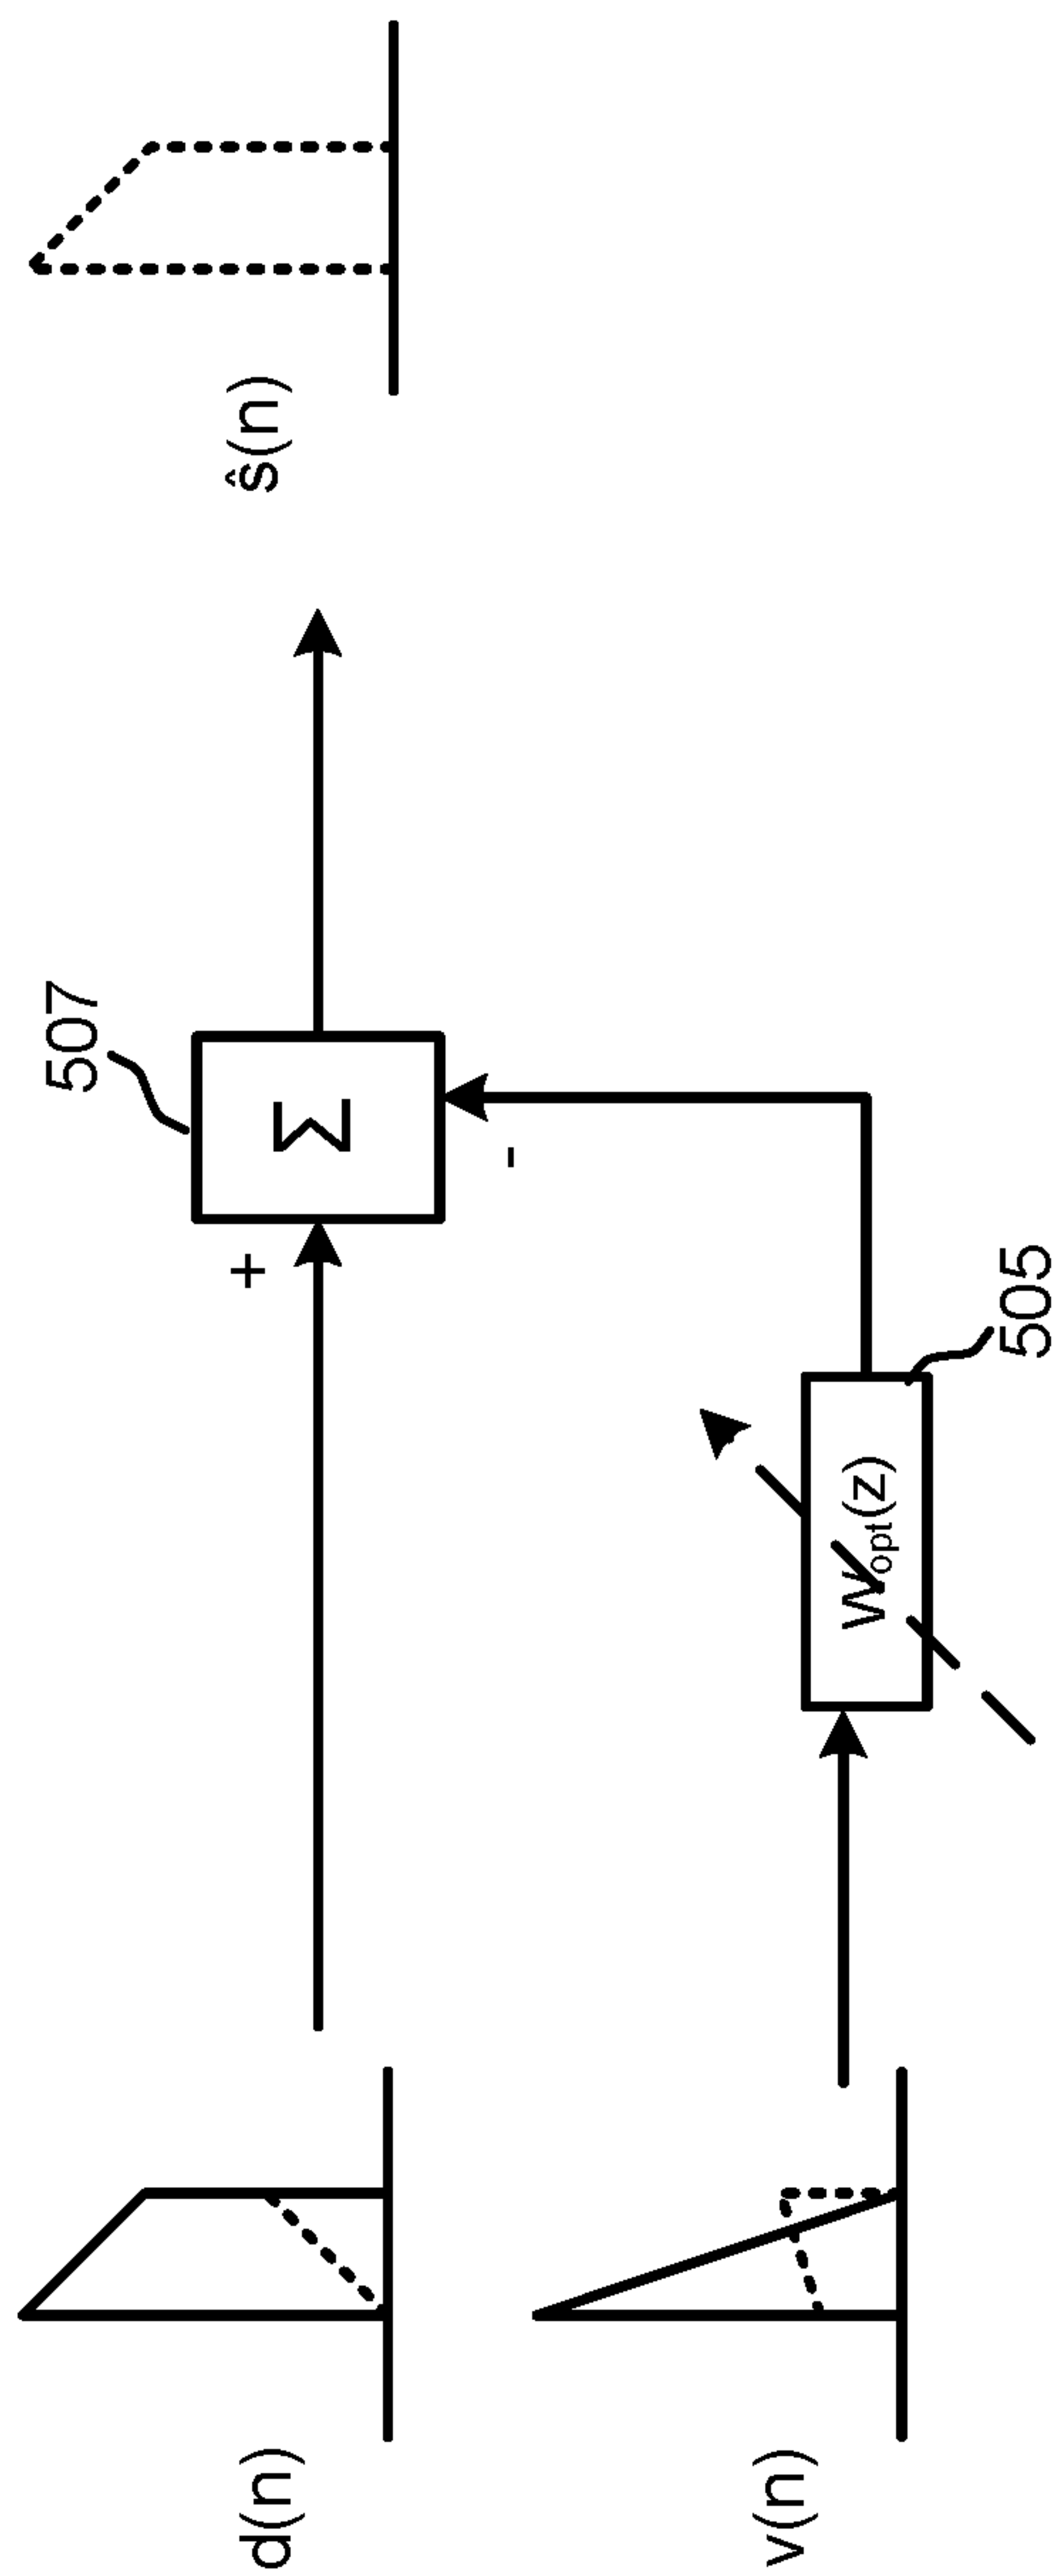 d(n)
+
Σ
507
ŝ(n)
v(n)
W_opt(z)
505
-